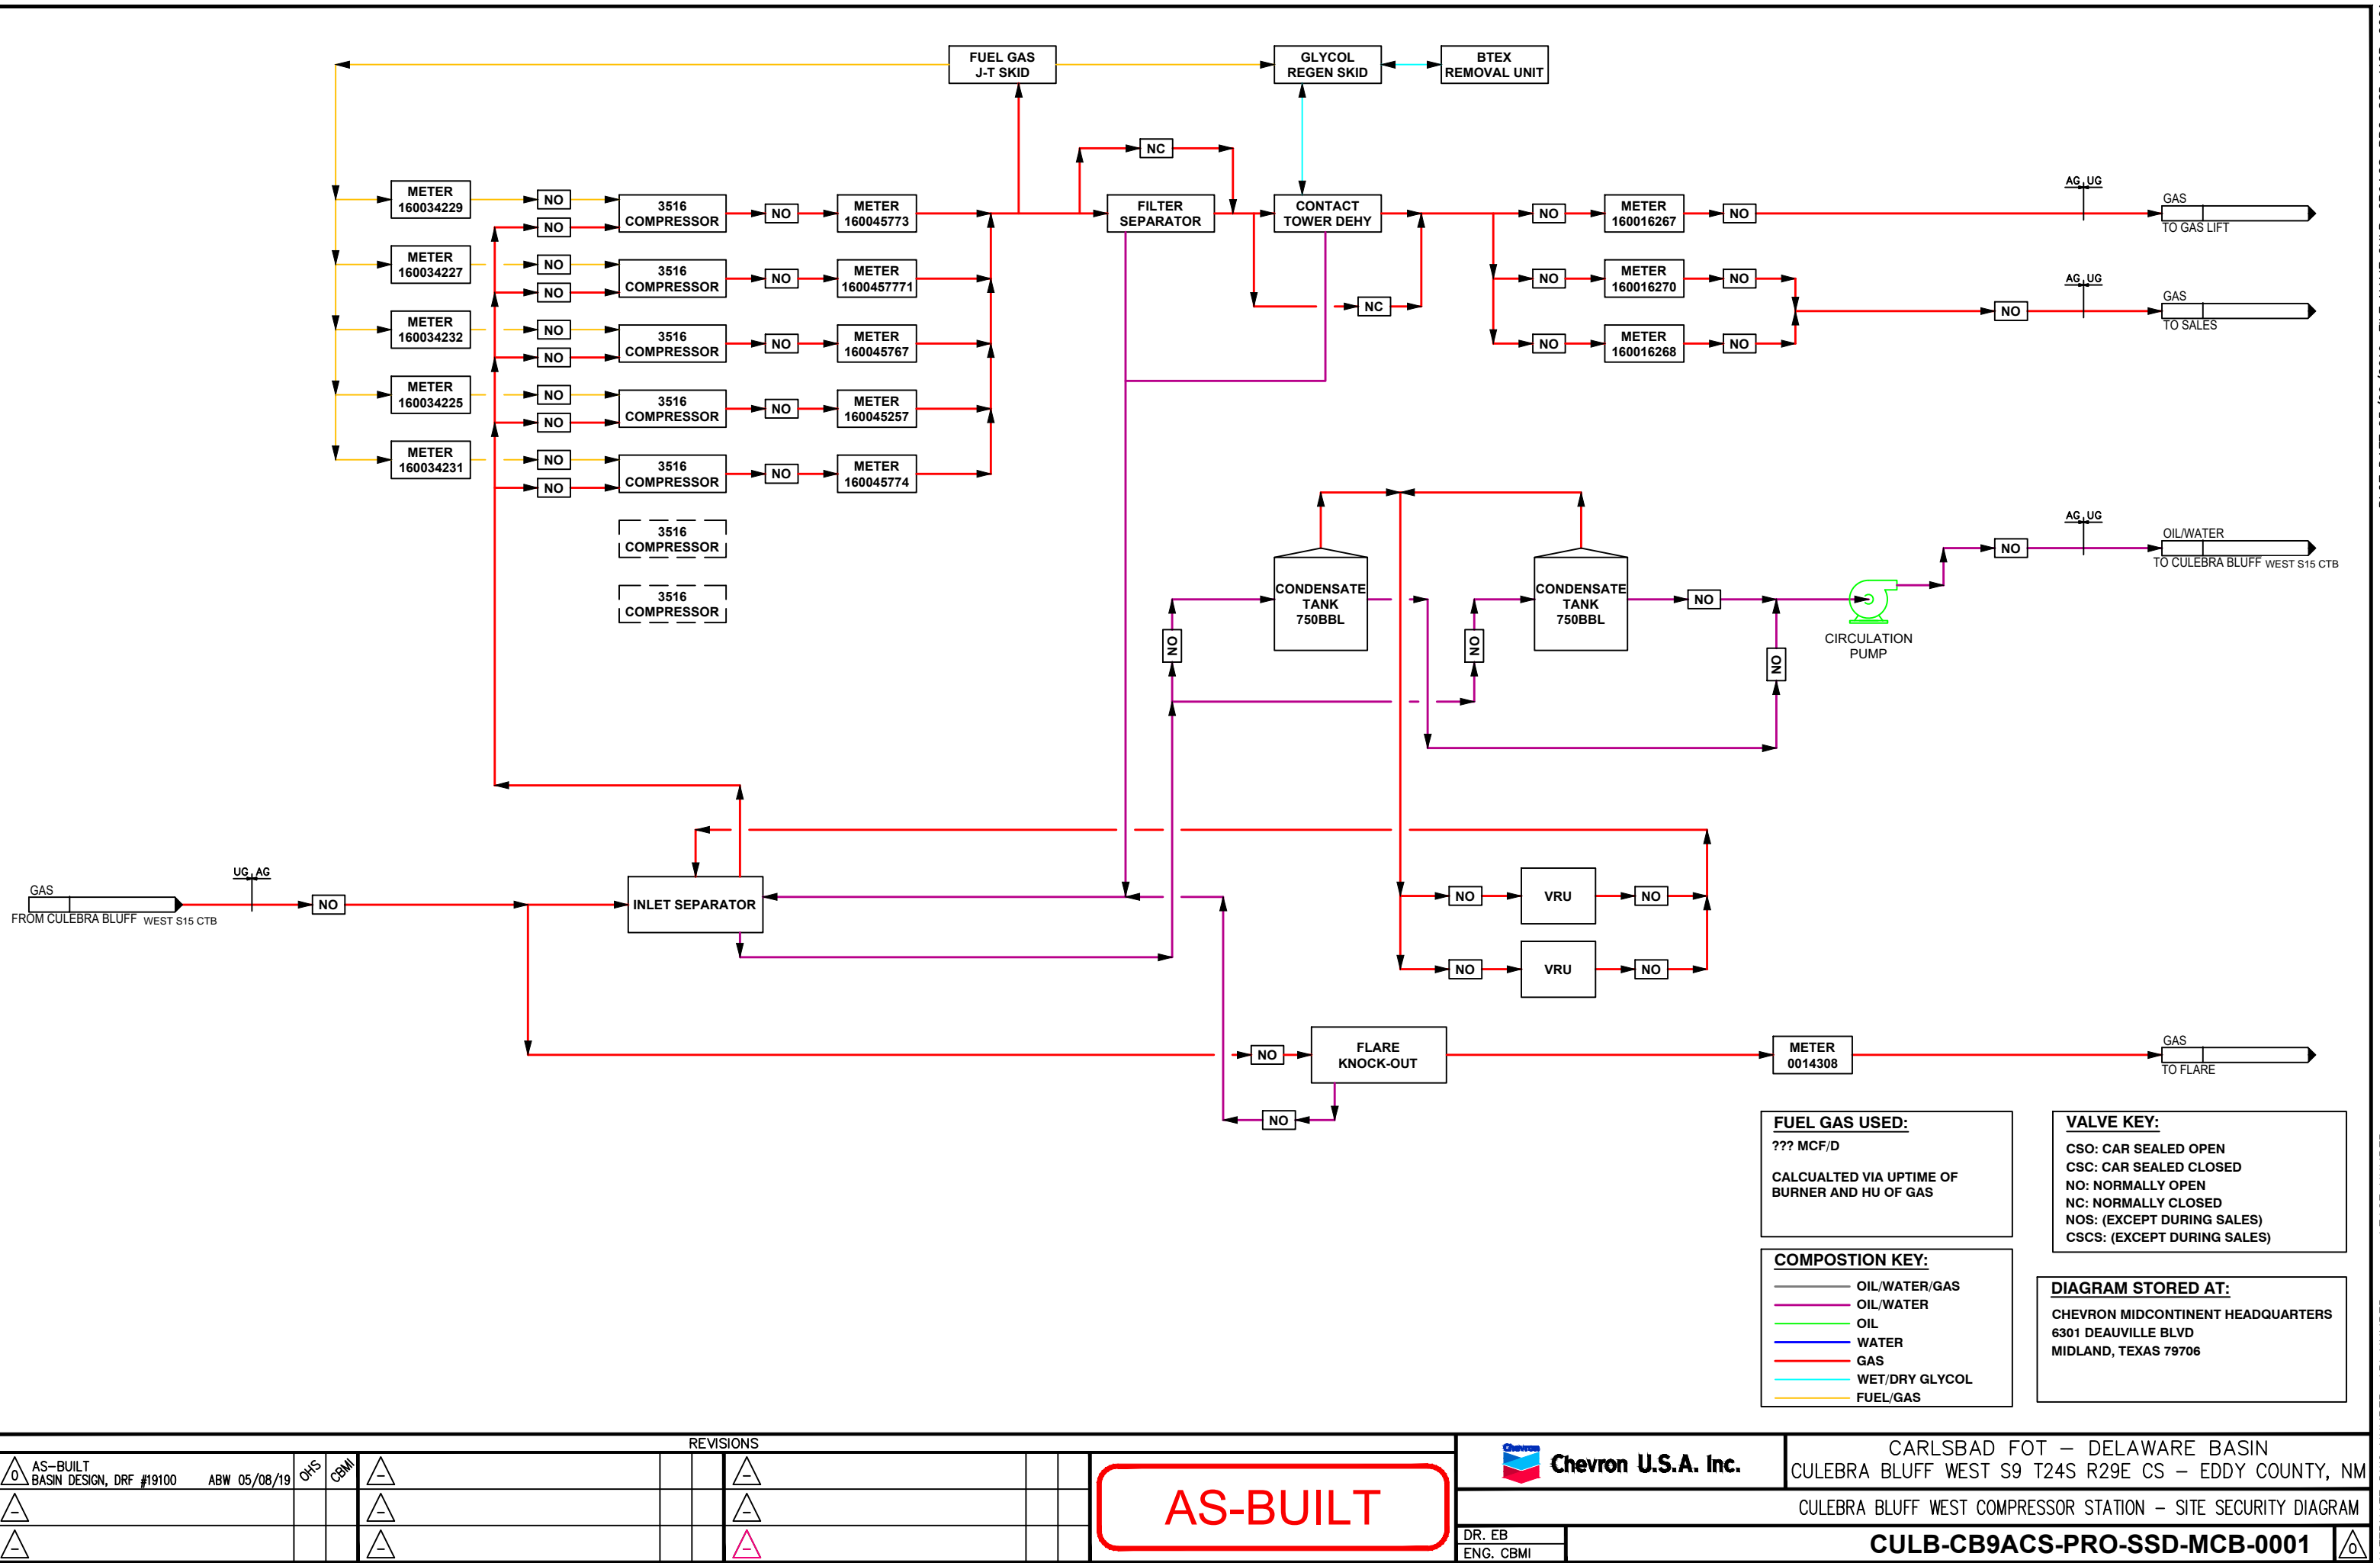 FUEL GAS
J-T SKID
GLYCOL
REGEN SKID
BTEX
REMOVAL UNIT
NC
METER
160034229
NO
NO
3516
COMPRESSOR
NO
METER
160045773
FILTER
SEPARATOR
CONTACT
TOWER DEHY
NO
METER
160016267
NO
AG UG
GAS
TO GAS LIFT
METER
160034227
NO
NO
3516
COMPRESSOR
NO
METER
1600457771
NO
METER
160016270
NO
NC
AG UG
NO
GAS
TO SALES
METER
160034232
NO
NO
3516
COMPRESSOR
NO
METER
160045767
NO
METER
160016268
NO
METER
160034225
NO
NO
3516
COMPRESSOR
NO
METER
160045257
METER
160034231
NO
NO
3516
COMPRESSOR
NO
METER
160045774
3516
COMPRESSOR
3516
COMPRESSOR
CONDENSATE
TANK
750BBL
CONDENSATE
TANK
750BBL
NO
NO
NO
NO
CIRCULATION
PUMP
NO
AG UG
OIL/WATER
TO CULEBRA BLUFF WEST S15 CTB
GAS
FROM CULEBRA BLUFF WEST S15 CTB
UG AG
NO
INLET SEPARATOR
NO
VRU
NO
NO
VRU
NO
NO
FLARE
KNOCK-OUT
NO
METER
0014308
GAS
TO FLARE
FUEL GAS USED:
??? MCF/D
CALCUALTED VIA UPTIME OF
BURNER AND HU OF GAS
VALVE KEY:
CSO: CAR SEALED OPEN
CSC: CAR SEALED CLOSED
NO: NORMALLY OPEN
NC: NORMALLY CLOSED
NOS: (EXCEPT DURING SALES)
CSCS: (EXCEPT DURING SALES)
COMPOSTION KEY:
OIL/WATER/GAS
OIL/WATER
OIL
WATER
GAS
WET/DRY GLYCOL
FUEL/GAS
DIAGRAM STORED AT:
CHEVRON MIDCONTINENT HEADQUARTERS
6301 DEAUVILLE BLVD
MIDLAND, TEXAS 79706
REVISIONS
0
AS-BUILT
BASIN DESIGN, DRF #19100 ABW 05/08/19 OHS CBMI
-
-
-
-
-
-
-
-
AS-BUILT
Chevron
Chevron U.S.A. Inc.
CARLSBAD FOT – DELAWARE BASIN
CULEBRA BLUFF WEST S9 T24S R29E CS – EDDY COUNTY, NM
CULEBRA BLUFF WEST COMPRESSOR STATION – SITE SECURITY DIAGRAM
DR. EB
ENG. CBMI
CULB-CB9ACS-PRO-SSD-MCB-0001
0